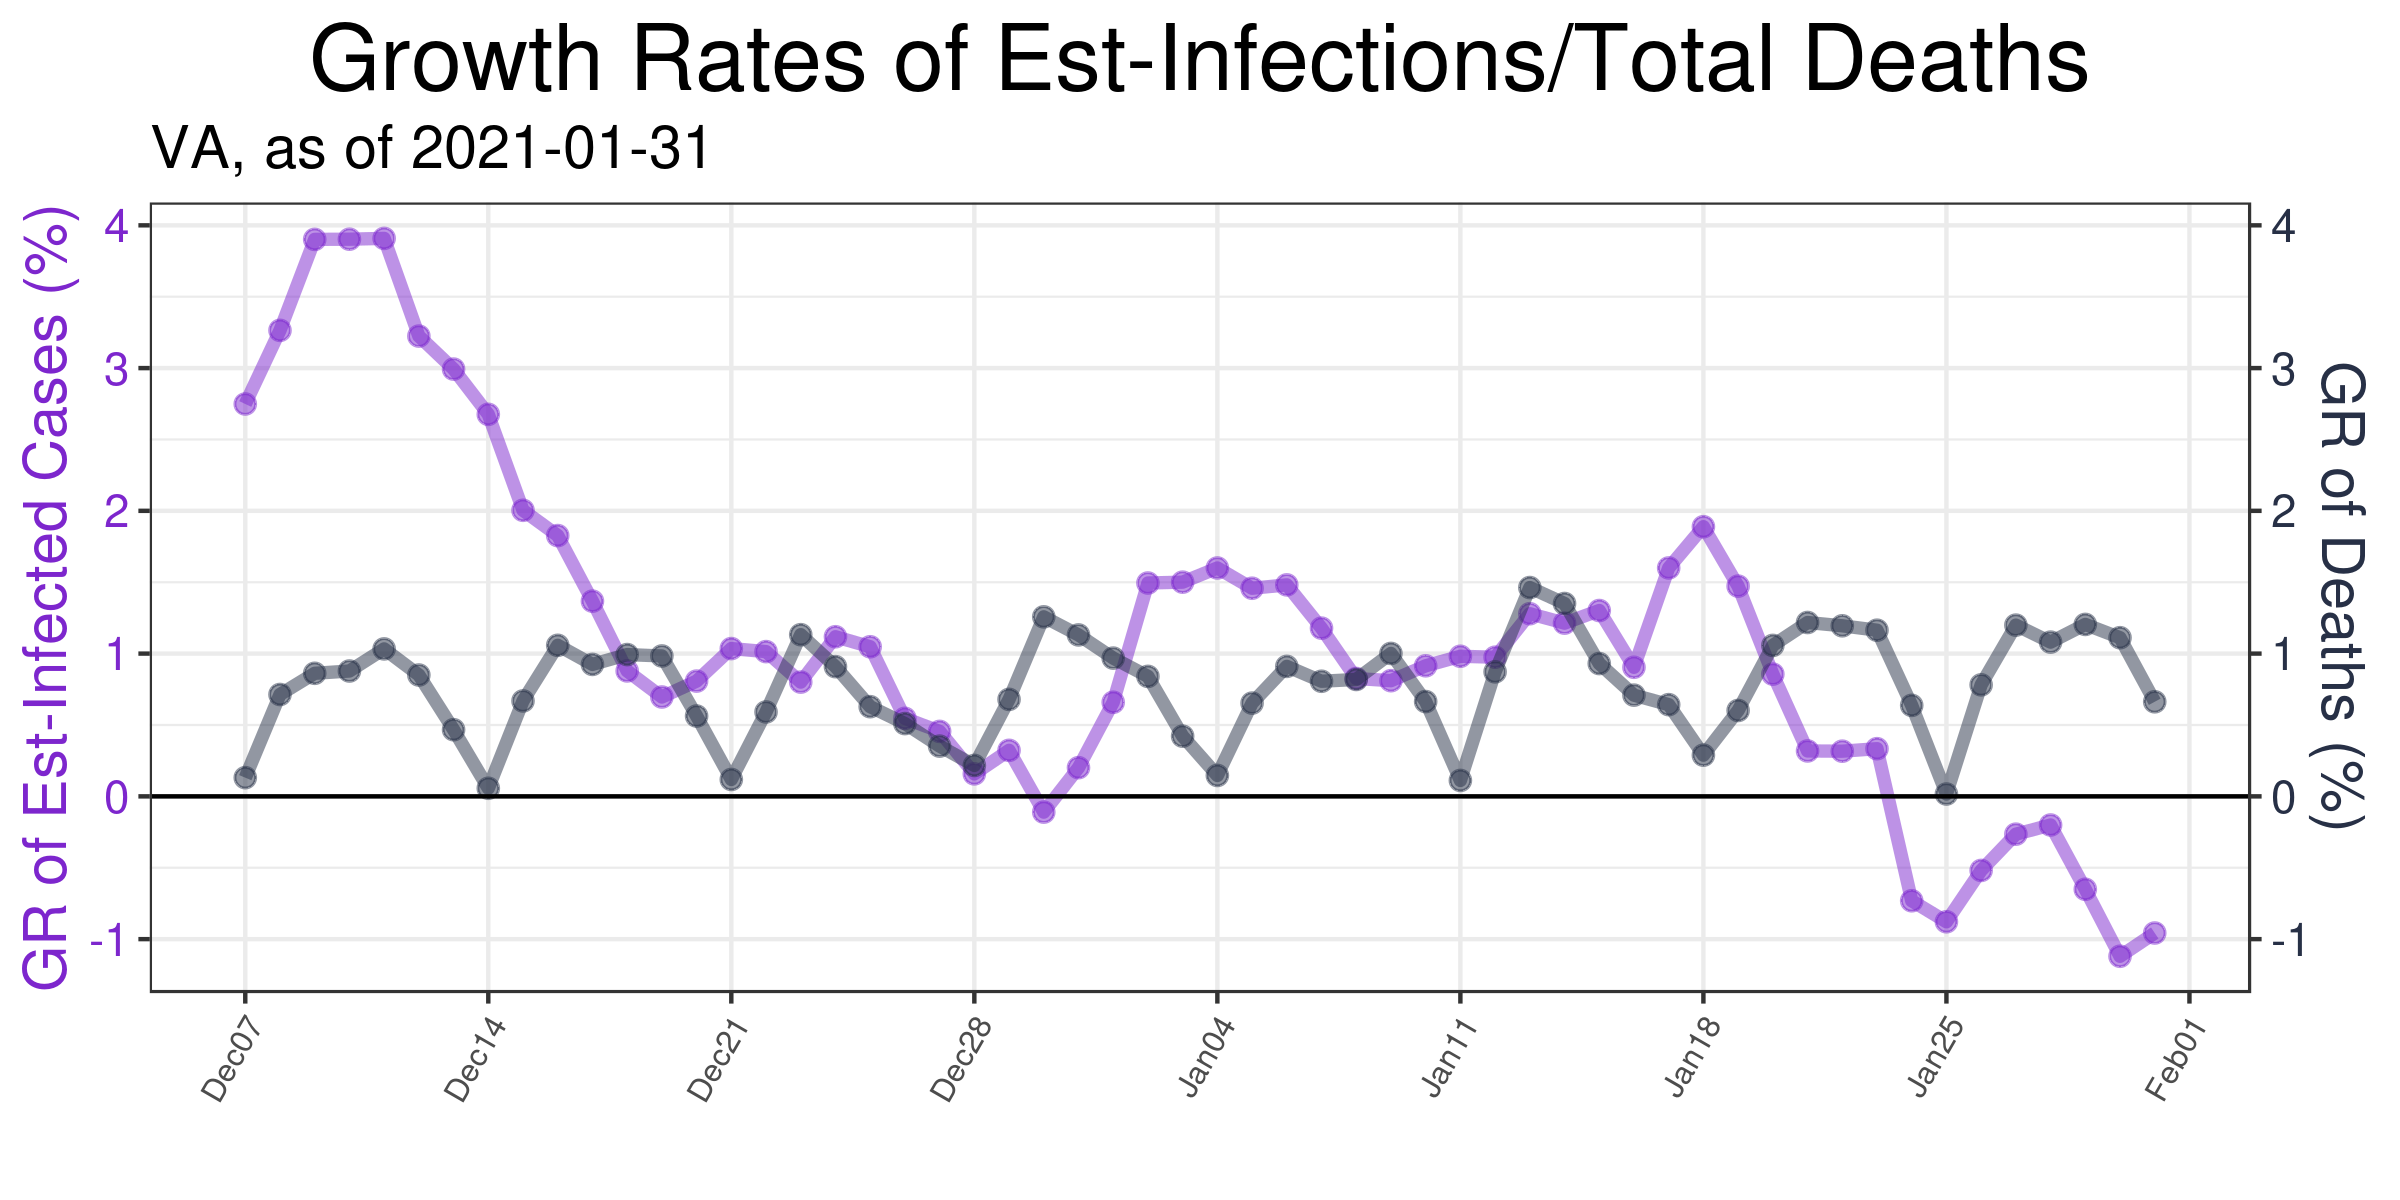 Growth Rates of Est-Infections/Total Deaths
VA, as of 2021-01-31
GR of Est-Infected Cases (%)
4
3
2
1
0
-1
4
3
2
1
0
-1
GR of Deaths (%)
Dec07
Dec14
Dec21
Dec28
Jan04
Jan11
Jan18
Jan25
Feb01